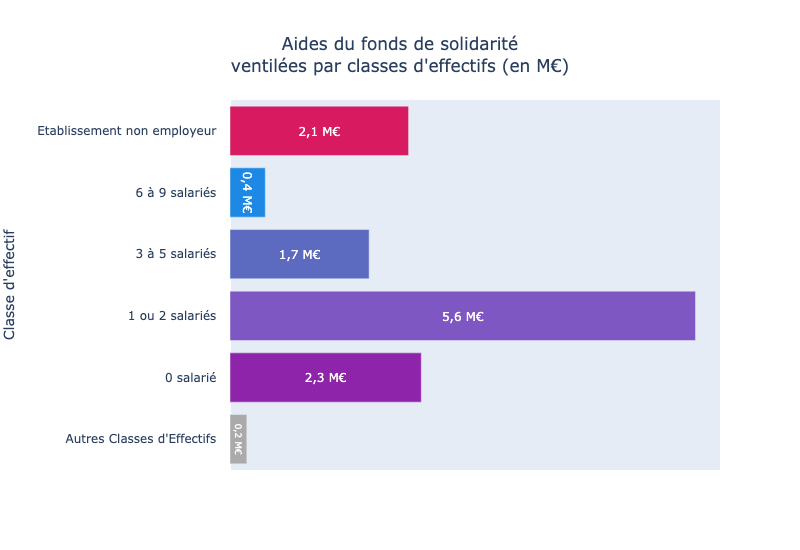 Aides du fonds de solidarité
ventilées par classes d'effectifs (en M€)
Classe d'effectif
Etablissement non employeur
2,1 M€
6 à 9 salariés
0,4 M€
3 à 5 salariés
1,7 M€
1 ou 2 salariés
5,6 M€
0 salarié
2,3 M€
Autres Classes d'Effectifs
0,2 M€